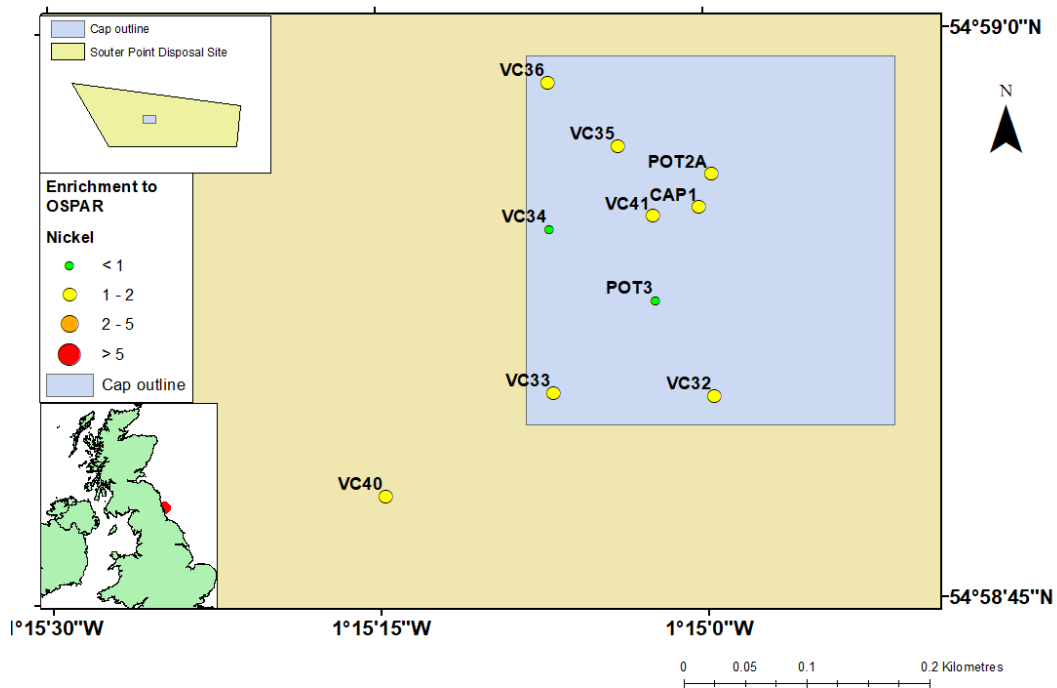 Cap outline
Souter Point Disposal Site
54°59'0"N
N
Enrichment to
OSPAR
Nickel
< 1
1 - 2
2 - 5
> 5
Cap outline
VC36
VC35
POT2A
CAP1
VC41
VC34
POT3
VC33
VC32
VC40
54°58'45"N
1°15'30"W
1°15'15"W
1°15'0"W
0 0.05 0.1 0.2 Kilometres